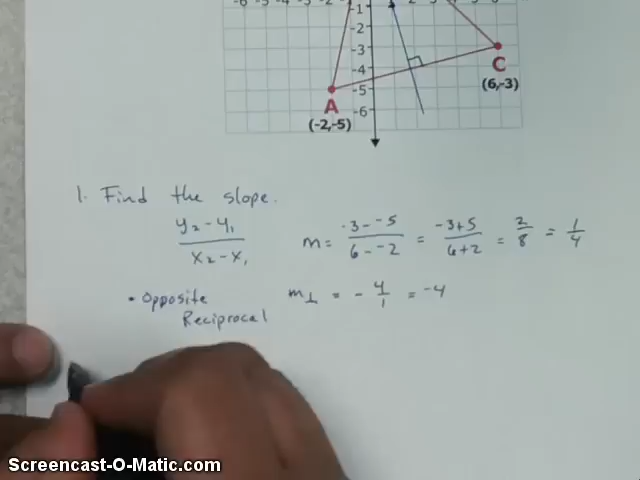 -1
-2
-3
-4
-5
-6
C
(6,-3)
A
(-2,-5)
1. Find the slope.
y₂-y₁ / x₂-x₁
m = -3--5 / 6--2 = -3+5 / 6+2 = 2/8 = 1/4
• Opposite
Reciprocal
m⊥ = - 4/1 = -4
Screencast-O-Matic.com